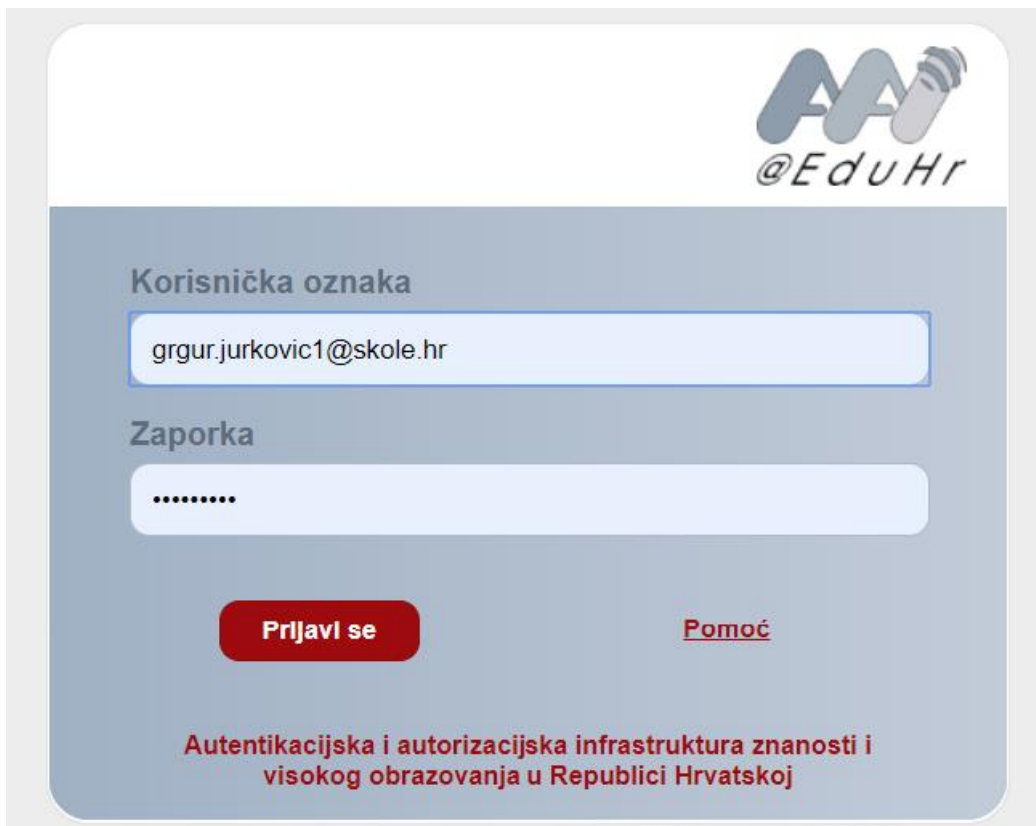 AAI
@EduHr
Korisnička oznaka
grgur.jurkovic1@skole.hr
Zaporka
•••••••••
Prijavi se
Pomoć
Autentikacijska i autorizacijska infrastruktura znanosti i
visokog obrazovanja u Republici Hrvatskoj